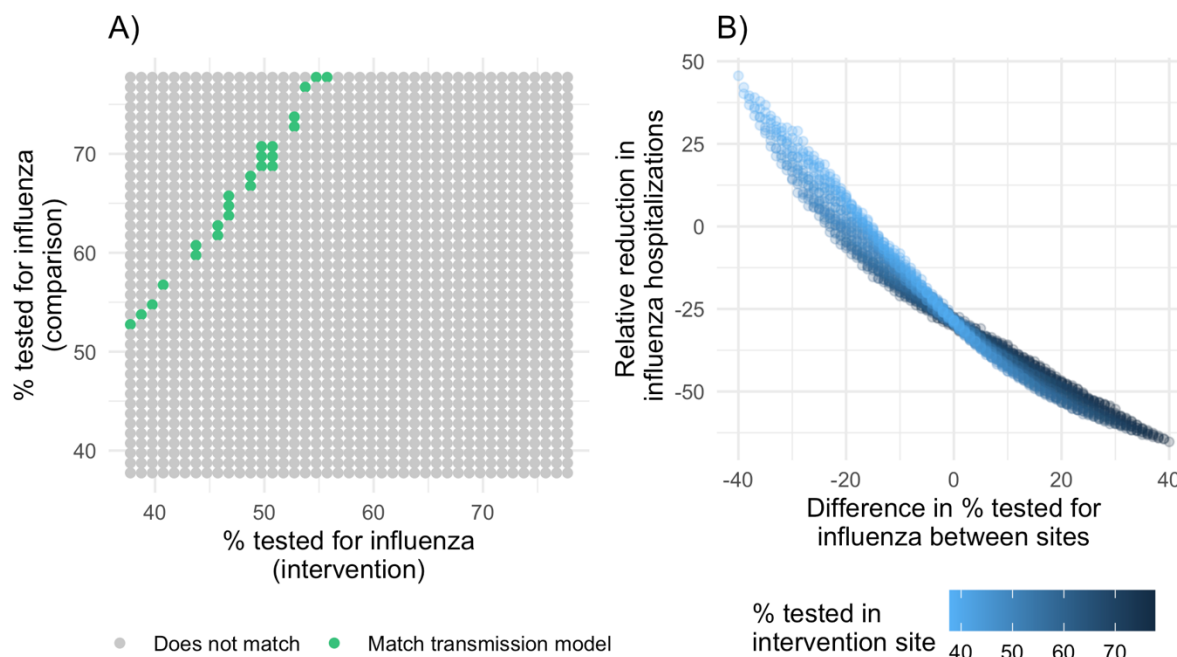 A)
% tested for influenza
(comparison)
70
60
50
40
40 50 60 70
% tested for influenza
(intervention)
Does not match Match transmission model
B)
Relative reduction in
influenza hospitalizations
50
25
0
-25
-50
-40 -20 0 20 40
Difference in % tested for
influenza between sites
% tested in
intervention site
40 50 60 70